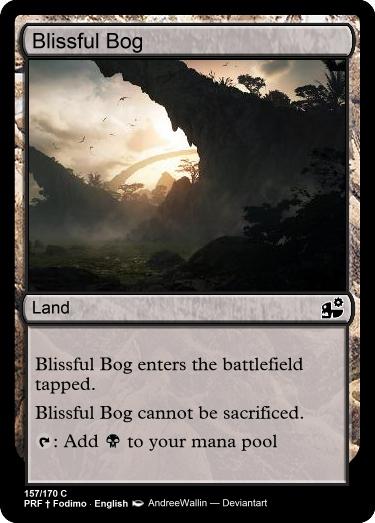 Blissful Bog
Land
Blissful Bog enters the battlefield
tapped.
Blissful Bog cannot be sacrificed.
: Add to your mana pool
157/170 C
PRF † Fodimo · English AndreeWallin — Deviantart